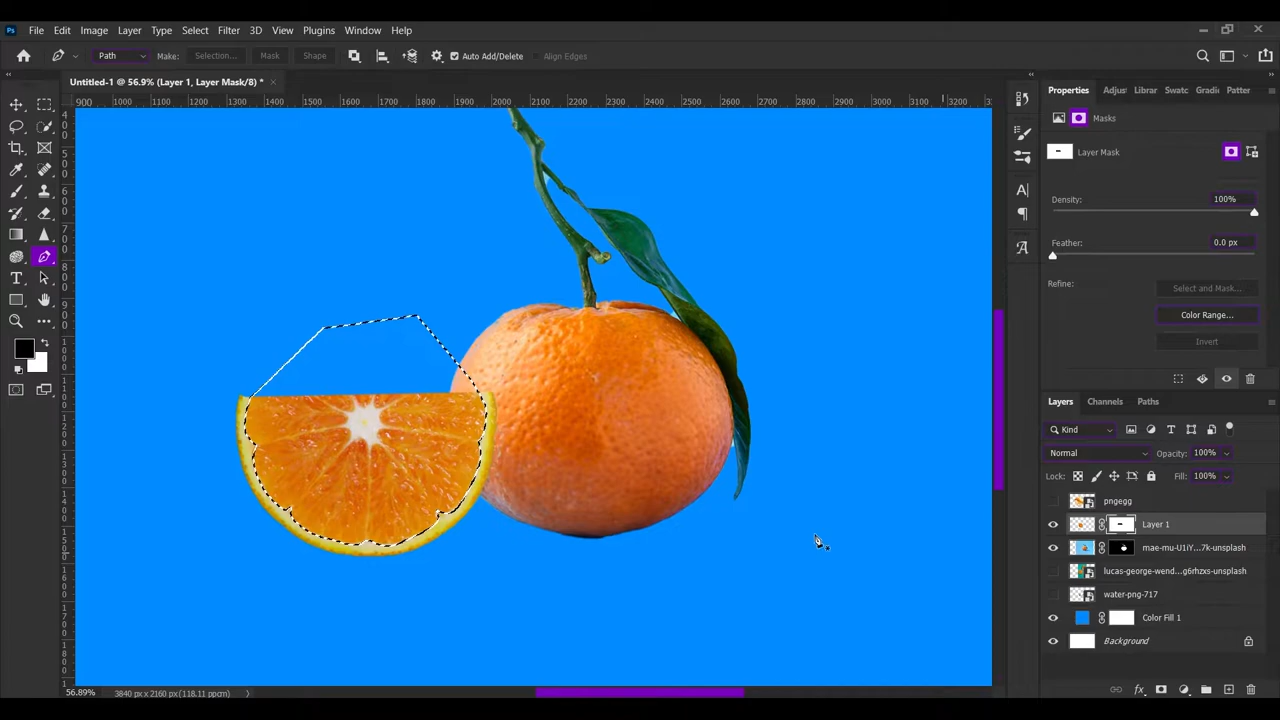 Ps File Edit Image Layer Type Select Filter 3D View Plugins Window Help
Path Make: Selection... Mask Shape Auto Add/Delete Align Edges
Untitled-1 @ 56.9% (Layer 1, Layer Mask/8) *
900 1000 1100 1200 1300 1400 1500 1600 1700 1800 1900 2000 2100 2200 2300 2400 2500 2600 2700 2800 2900 3000 3100 3200
Properties Adjus Librar Swatc Gradi Patter
Masks
Layer Mask
Density: 100%
Feather: 0.0 px
Refine: Select and Mask...
Color Range...
Invert
Layers Channels Paths
Kind
Normal Opacity: 100%
Lock: Fill: 100%
pngegg
Layer 1
mae-mu-U1iY...7k-unsplash
lucas-george-wend...g6rhzxs-unsplash
water-png-717
Color Fill 1
Background
56.89% 3840 px x 2160 px (118.11 ppcm)